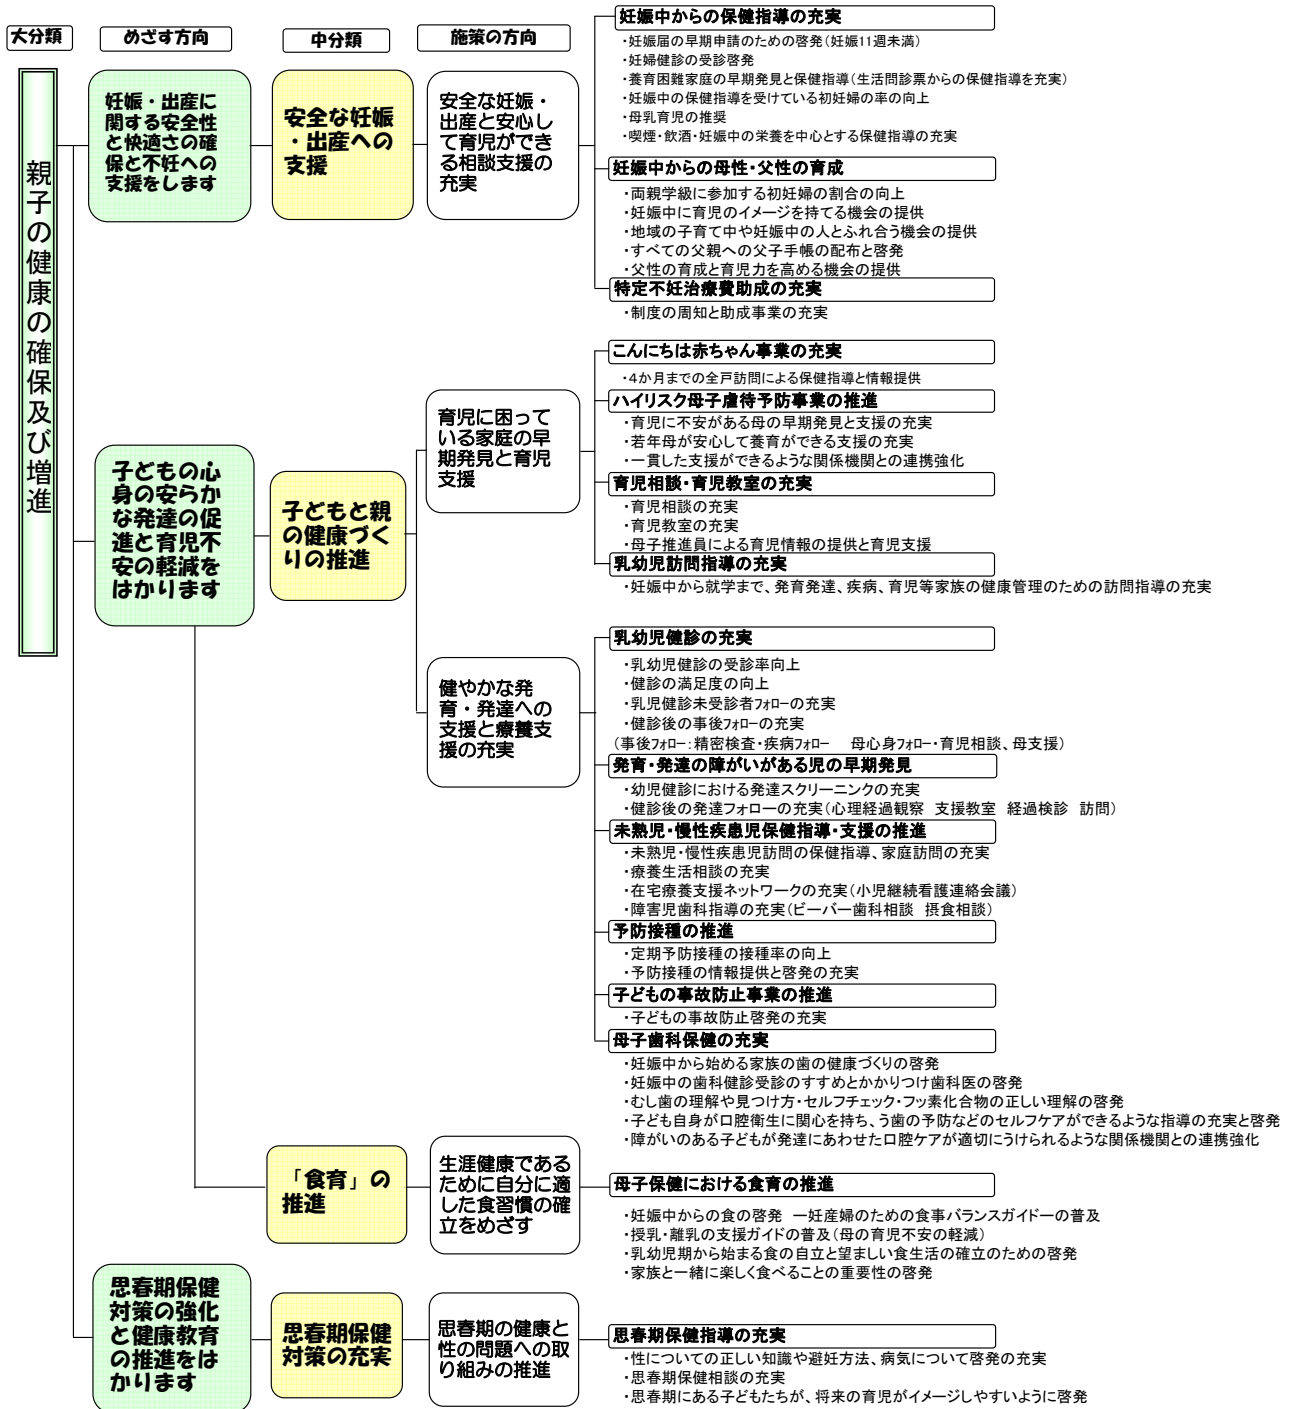 大分類
めざす方向
中分類
施策の方向
親子の健康の確保及び増進
妊娠・出産に
関する安全性
と快適さの確
保と不妊への
支援をします
安全な妊娠
・出産への
支援
安全な妊娠・
出産と安心し
て育児ができ
る相談支援の
充実
妊娠中からの保健指導の充実
・妊娠届の早期申請のための啓発(妊娠11週未満)
・妊婦健診の受診啓発
・養育困難家庭の早期発見と保健指導(生活問診票からの保健指導を充実)
・妊娠中の保健指導を受けている初妊婦の率の向上
・母乳育児の推奨
・喫煙・飲酒・妊娠中の栄養を中心とする保健指導の充実
妊娠中からの母性・父性の育成
・両親学級に参加する初妊婦の割合の向上
・妊娠中に育児のイメージを持てる機会の提供
・地域の子育て中や妊娠中の人とふれ合う機会の提供
・すべての父親への父子手帳の配布と啓発
・父性の育成と育児力を高める機会の提供
特定不妊治療費助成の充実
・制度の周知と助成事業の充実
子どもの心
身の安らか
な発達の促
進と育児不
安の軽減を
はかります
子どもと親
の健康づく
りの推進
育児に困って
いる家庭の早
期発見と育児
支援
こんにちは赤ちゃん事業の充実
・4か月までの全戸訪問による保健指導と情報提供
ハイリスク母子虐待予防事業の推進
・育児に不安がある母の早期発見と支援の充実
・若年母が安心して養育ができる支援の充実
・一貫した支援ができるような関係機関との連携強化
育児相談・育児教室の充実
・育児相談の充実
・育児教室の充実
・母子推進員による育児情報の提供と育児支援
乳幼児訪問指導の充実
・妊娠中から就学まで、発育発達、疾病、育児等家族の健康管理のための訪問指導の充実
健やかな発
育・発達への
支援と療養支
援の充実
乳幼児健診の充実
・乳幼児健診の受診率向上
・健診の満足度の向上
・乳児健診未受診者ﾌｫﾛｰの充実
・健診後の事後ﾌｫﾛｰの充実
(事後ﾌｫﾛｰ:精密検査・疾病ﾌｫﾛｰ　母心身ﾌｫﾛｰ・育児相談、母支援)
発育・発達の障がいがある児の早期発見
・幼児健診における発達スクリーニンクの充実
・健診後の発達フォローの充実(心理経過観察　支援教室　経過検診　訪問)
未熟児・慢性疾患児保健指導・支援の推進
・未熟児・慢性疾患児訪問の保健指導、家庭訪問の充実
・療養生活相談の充実
・在宅療養支援ネットワークの充実(小児継続看護連絡会議)
・障害児歯科指導の充実(ビーバー歯科相談　摂食相談)
予防接種の推進
・定期予防接種の接種率の向上
・予防接種の情報提供と啓発の充実
子どもの事故防止事業の推進
・子どもの事故防止啓発の充実
母子歯科保健の充実
・妊娠中から始める家族の歯の健康づくりの啓発
・妊娠中の歯科健診受診のすすめとかかりつけ歯科医の啓発
・むし歯の理解や見つけ方・セルフチェック・フッ素化合物の正しい理解の啓発
・子ども自身が口腔衛生に関心を持ち、う歯の予防などのセルフケアができるような指導の充実と啓発
・障がいのある子どもが発達にあわせた口腔ケアが適切にうけられるような関係機関との連携強化
「食育」の
推進
生涯健康である
ために自分に適
した食習慣の確
立をめざす
母子保健における食育の推進
・妊娠中からの食の啓発　ー妊産婦のための食事バランスガイドーの普及
・授乳・離乳の支援ガイドの普及(母の育児不安の軽減)
・乳幼児期から始まる食の自立と望ましい食生活の確立のための啓発
・家族と一緒に楽しく食べることの重要性の啓発
思春期保健
対策の強化
と健康教育
の推進をは
かります
思春期保健
対策の充実
思春期の健康と
性の問題への取
り組みの推進
思春期保健指導の充実
・性についての正しい知識や避妊方法、病気について啓発の充実
・思春期保健相談の充実
・思春期にある子どもたちが、将来の育児がイメージしやすいように啓発